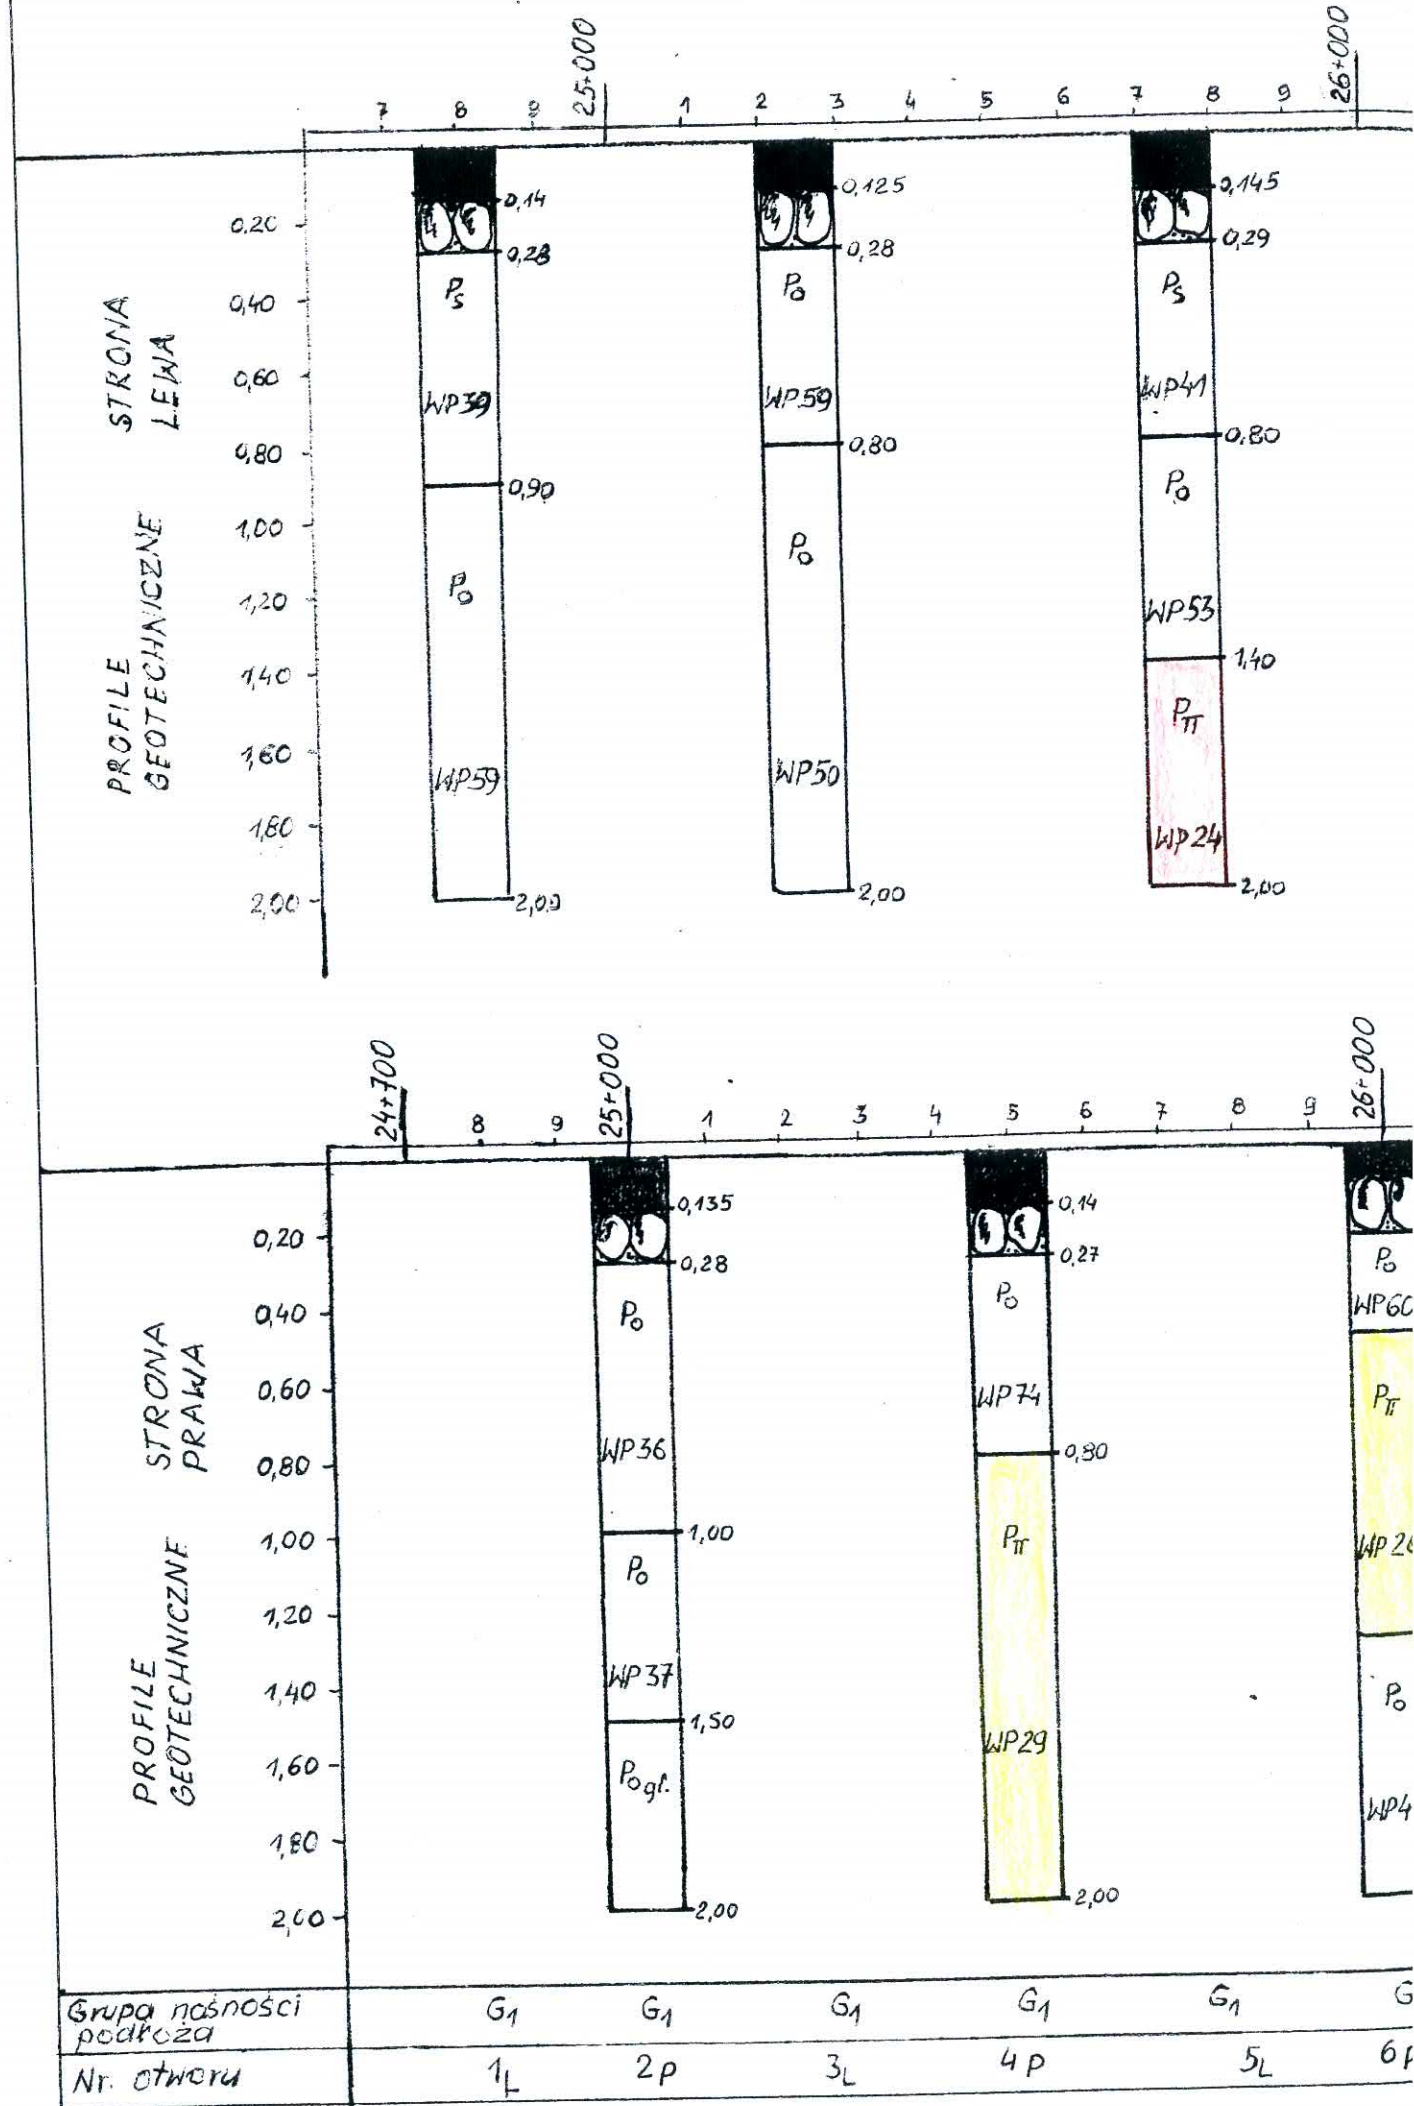 25+000
26+000
7 8 9 1 2 3 4 5 6 7 8 9
STRONA
LEWA
PROFILE
GEOTECHNICZNE
0,20
0,40
0,60
0,80
1,00
1,20
1,40
1,60
1,80
2,00
0,14
0,28
Ps
WP39
0,90
Po
WP59
2,00
0,125
0,28
Po
WP59
0,80
Po
WP50
2,00
0,145
0,29
Ps
WP41
0,80
Po
WP53
1,40
Pπ
WP24
2,00
24+700
25+000
26+000
8 9 1 2 3 4 5 6 7 8 9
STRONA
PRAWA
PROFILE
GEOTECHNICZNE
0,20
0,40
0,60
0,80
1,00
1,20
1,40
1,60
1,80
2,00
0,135
0,28
Po
WP36
1,00
Po
WP37
1,50
Po gl.
2,00
0,14
0,27
Po
WP74
0,80
Pπ
WP29
2,00
Po
WP60
Pπ
WP2
Po
WP4
Grupa nośności
podłoża
G1 G1 G1 G1 G1 G
Nr. otworu 1L 2P 3L 4P 5L 6P